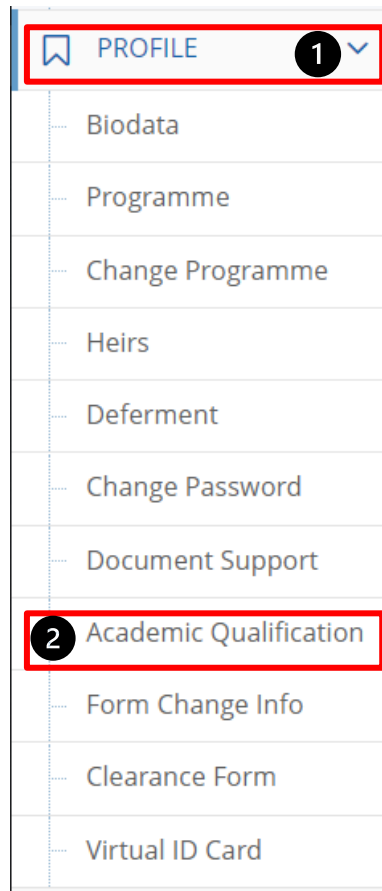 PROFILE 1
Biodata
Programme
Change Programme
Heirs
Deferment
Change Password
Document Support
2 Academic Qualification
Form Change Info
Clearance Form
Virtual ID Card